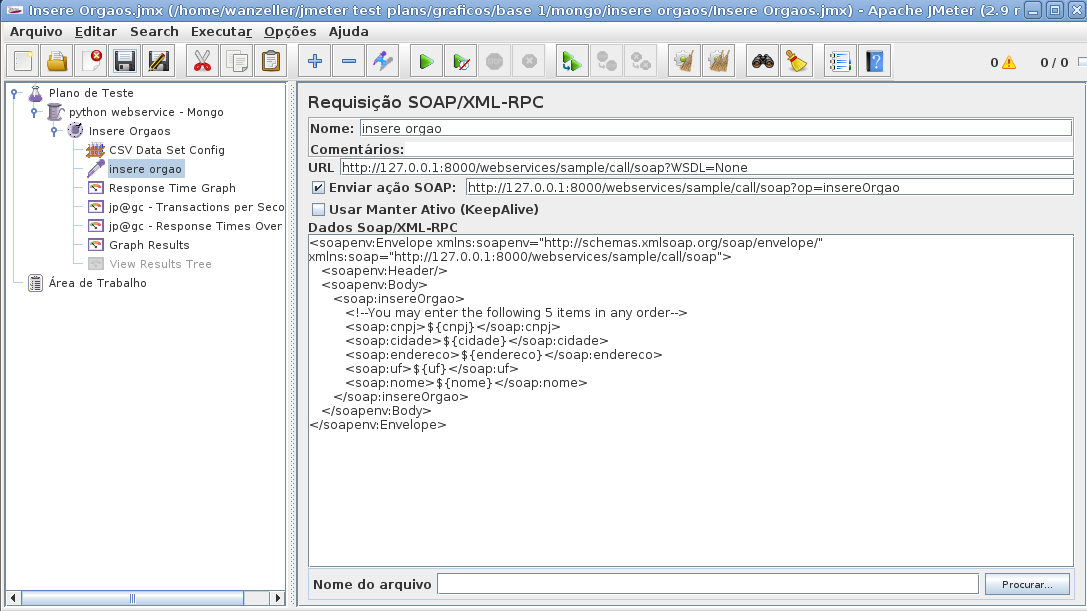 Insere Orgaos.jmx (/home/wanzeller/jmeter test plans/graficos/base 1/mongo/insere orgaos/Insere Orgaos.jmx) - Apache JMeter (2.9 r
Arquivo Editar Search Executar Opções Ajuda
0 0 / 0
Plano de Teste
python webservice - Mongo
Insere Orgaos
CSV Data Set Config
insere orgao
Response Time Graph
jp@gc - Transactions per Seco
jp@gc - Response Times Over
Graph Results
View Results Tree
Área de Trabalho
Requisição SOAP/XML-RPC
Nome: insere orgao
Comentários:
URL http://127.0.0.1:8000/webservices/sample/call/soap?WSDL=None
Enviar ação SOAP: http://127.0.0.1:8000/webservices/sample/call/soap?op=insereOrgao
Usar Manter Ativo (KeepAlive)
Dados Soap/XML-RPC
<soapenv:Envelope xmlns:soapenv="http://schemas.xmlsoap.org/soap/envelope/"
xmlns:soap="http://127.0.0.1:8000/webservices/sample/call/soap">
<soapenv:Header/>
<soapenv:Body>
<soap:insereOrgao>
<!--You may enter the following 5 items in any order-->
<soap:cnpj>${cnpj}</soap:cnpj>
<soap:cidade>${cidade}</soap:cidade>
<soap:endereco>${endereco}</soap:endereco>
<soap:uf>${uf}</soap:uf>
<soap:nome>${nome}</soap:nome>
</soap:insereOrgao>
</soapenv:Body>
</soapenv:Envelope>
Nome do arquivo
Procurar...